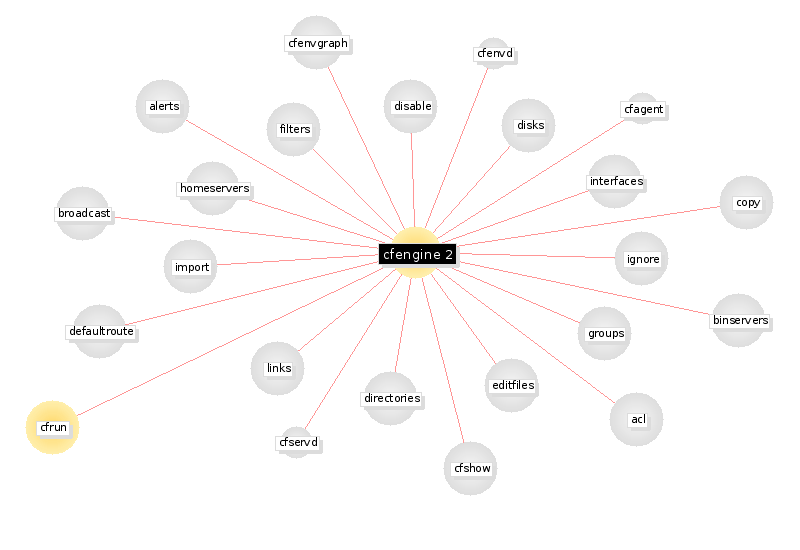 cfenvgraph
cfenvd
alerts
disable
cfagent
filters
disks
homeservers
interfaces
copy
broadcast
cfengine 2
import
ignore
defaultroute
binservers
groups
links
editfiles
directories
acl
cfrun
cfservd
cfshow